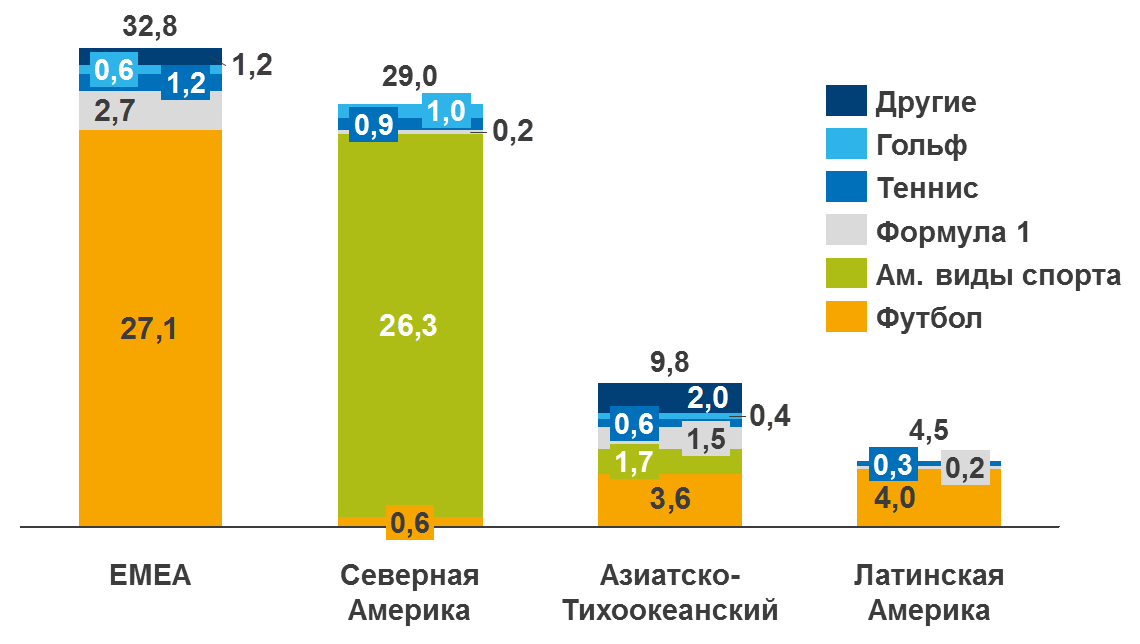 32,8
0,6
1,2
1,2
2,7
27,1
29,0
1,0
0,9
0,2
26,3
0,6
9,8
2,0
0,4
0,6
1,5
1,7
3,6
4,5
0,3
0,2
4,0
Другие
Гольф
Теннис
Формула 1
Ам. виды спорта
Футбол
EMEA
Северная
Америка
Азиатско-
Тихоокеанский
Латинская
Америка